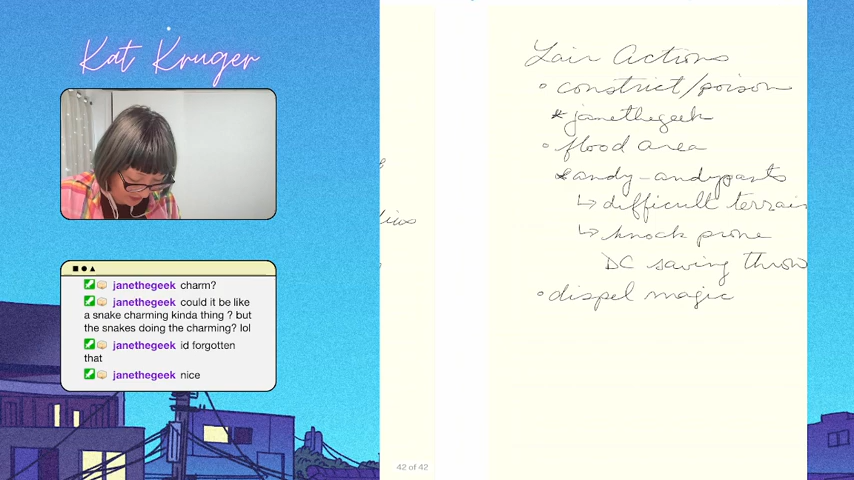 Kat Kruger
Lair Actions
• constrict/poison
* janethegeek
• flood area
* andy-andypants
↳ difficult terrain
↳ knock prone
DC saving throw
• dispel magic
janethegeek charm?
janethegeek could it be like
a snake charming kinda thing ? but
the snakes doing the charming? lol
janethegeek id forgotten
that
janethegeek nice
42 of 42